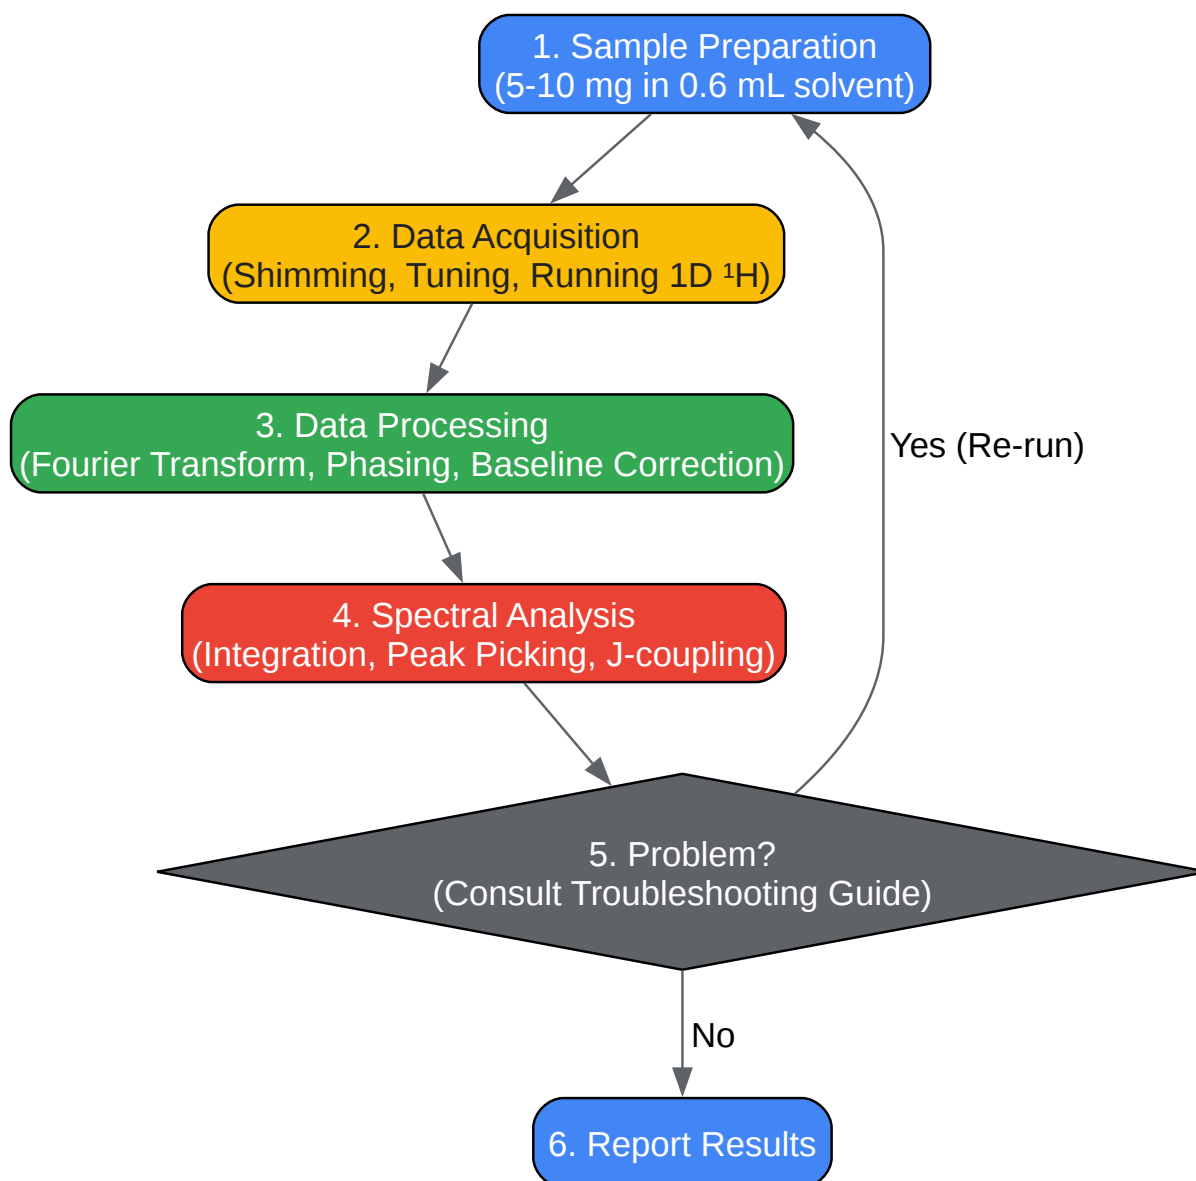 1. Sample Preparation
(5-10 mg in 0.6 mL solvent)
2. Data Acquisition
(Shimming, Tuning, Running 1D ¹H)
3. Data Processing
(Fourier Transform, Phasing, Baseline Correction)
Yes (Re-run)
4. Spectral Analysis
(Integration, Peak Picking, J-coupling)
5. Problem?
(Consult Troubleshooting Guide)
No
6. Report Results